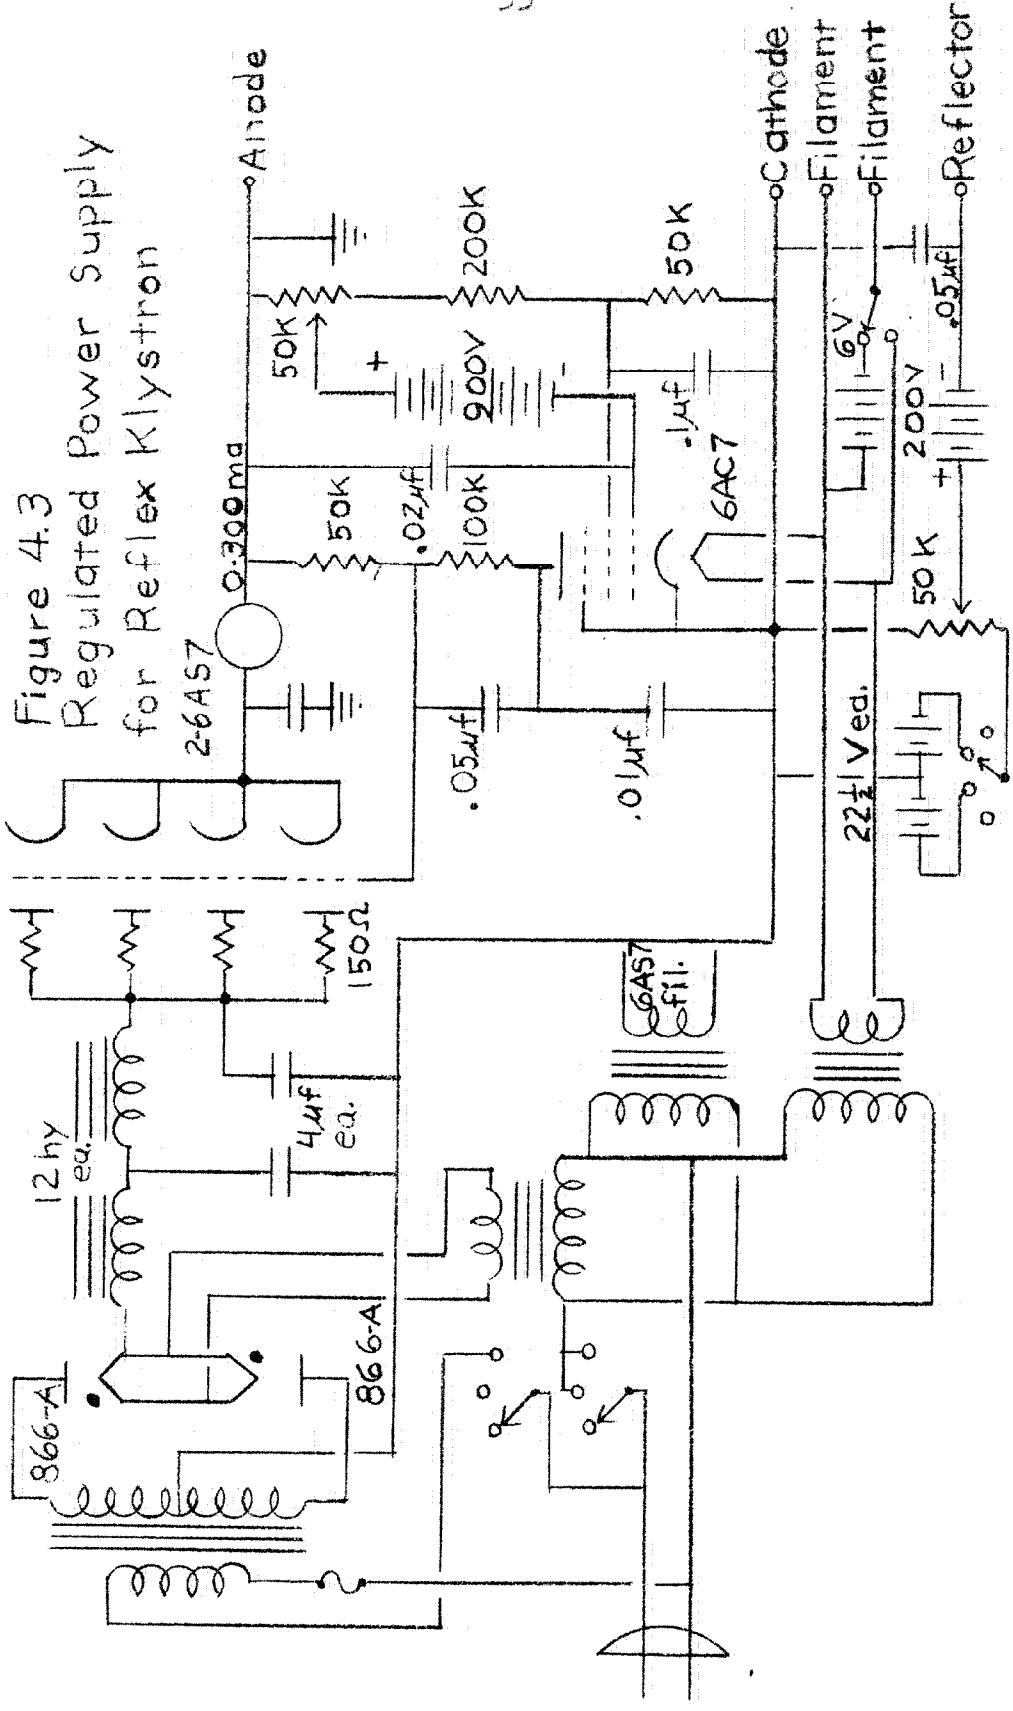 Figure 4.3
Regulated Power Supply
for Reflex Klystron
866-A
866-A
12 hy
ea.
4µf
ea.
150Ω
2-6AS7
0-300ma
Anode
50K
.02µf
100K
50K
+
900V
-
200K
50K
.1µf
6AC7
.05µf
.01µf
6AS7
fil.
22½ V ea.
50K
+
200V
-
6V
.05µf
Cathode
Filament
Filament
Reflector